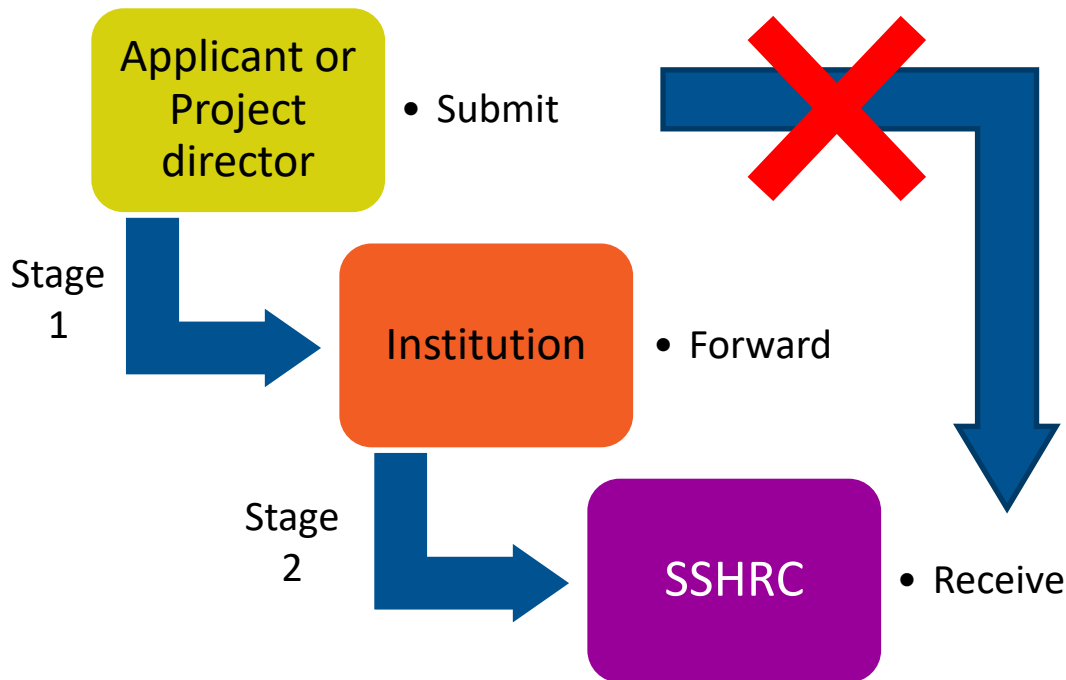 Applicant or
Project
director
• Submit
Stage
1
Institution
• Forward
Stage
2
SSHRC
• Receive